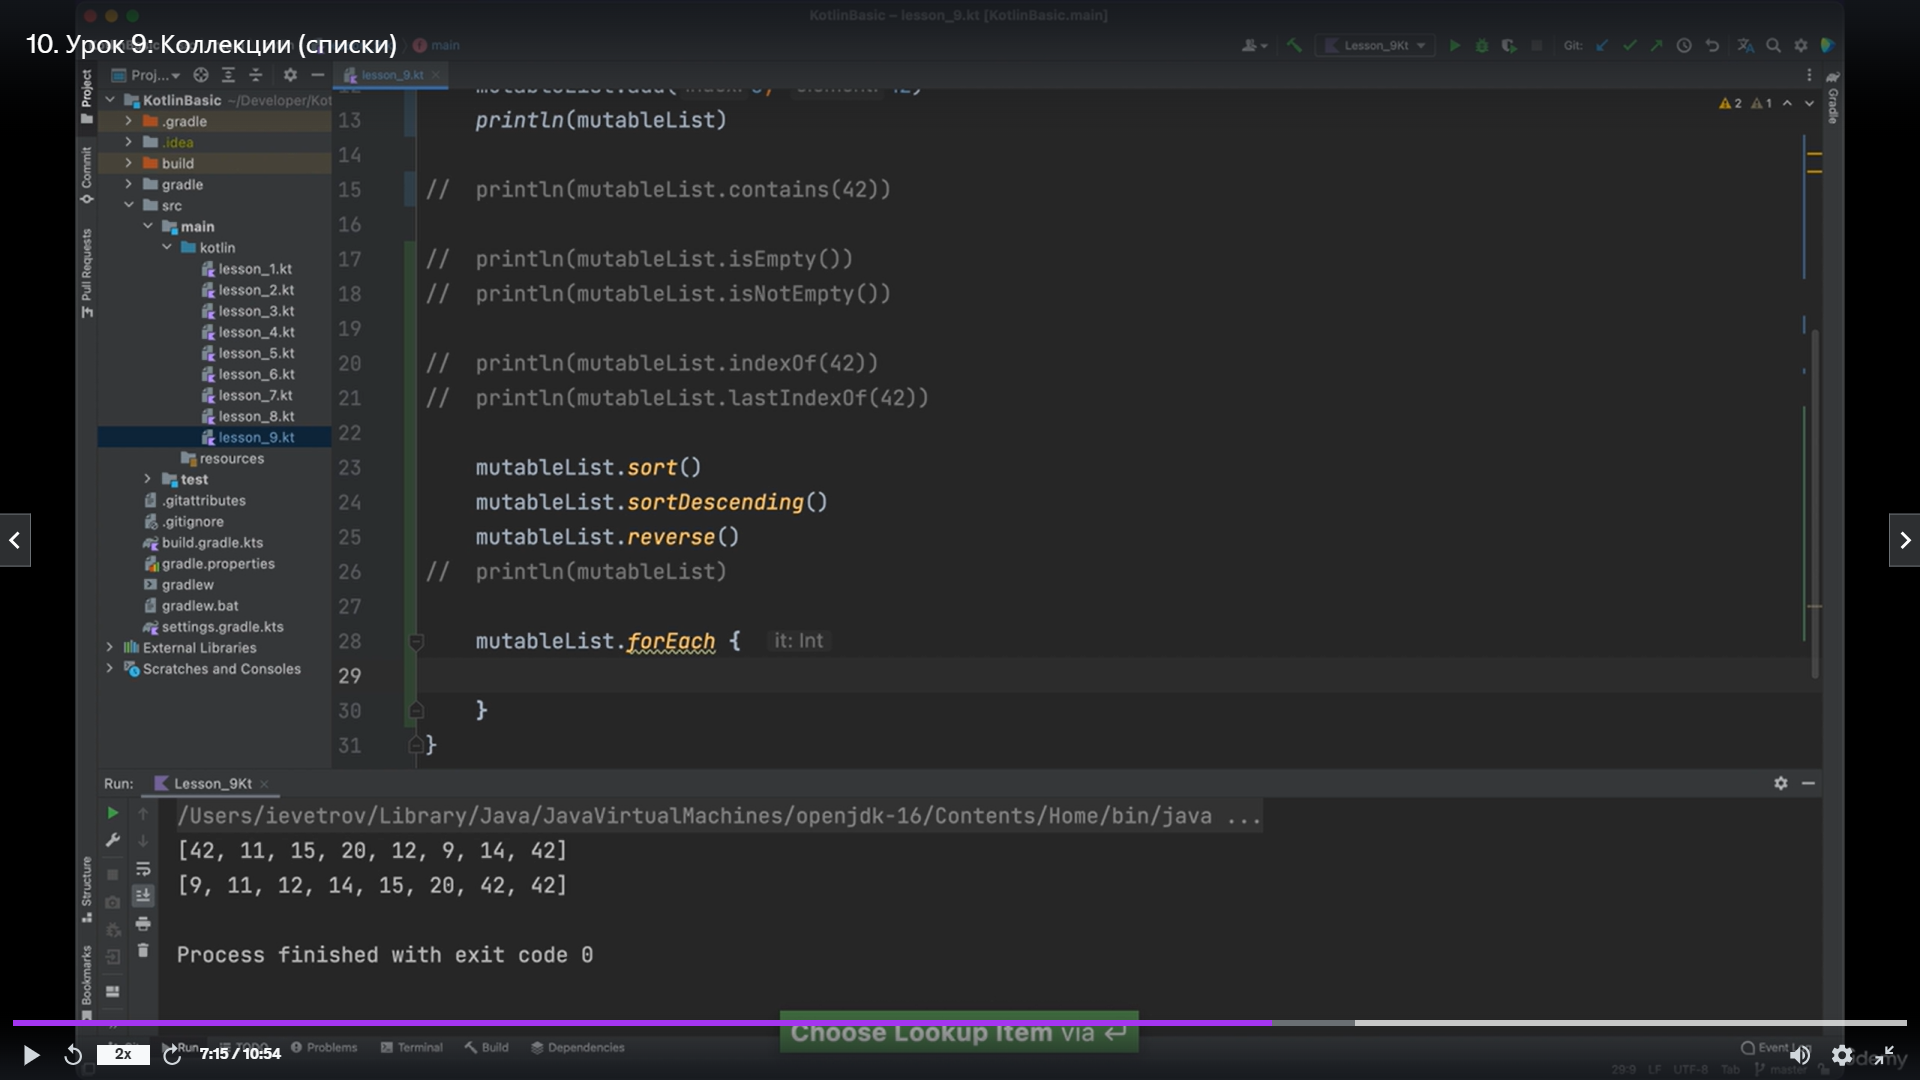 KotlinBasic – lesson_9.kt [KotlinBasic.main]
10. Урок 9: Коллекции (списки)
main
Lesson_9Kt
Git:
Project
Proj...
lesson_9.kt
KotlinBasic ~/Developer/Kot
.gradle
.idea
build
gradle
src
main
kotlin
lesson_1.kt
lesson_2.kt
lesson_3.kt
lesson_4.kt
lesson_5.kt
lesson_6.kt
lesson_7.kt
lesson_8.kt
lesson_9.kt
resources
test
.gitattributes
.gitignore
build.gradle.kts
gradle.properties
gradlew
gradlew.bat
settings.gradle.kts
External Libraries
Scratches and Consoles
Commit
Pull Requests
Structure
Bookmarks
Gradle
2 1
13 println(mutableList)
14
15 // println(mutableList.contains(42))
16
17 // println(mutableList.isEmpty())
18 // println(mutableList.isNotEmpty())
19
20 // println(mutableList.indexOf(42))
21 // println(mutableList.lastIndexOf(42))
22
23 mutableList.sort()
24 mutableList.sortDescending()
25 mutableList.reverse()
26 // println(mutableList)
27
28 mutableList.forEach { it: Int
29
30 }
31 }
Run: Lesson_9Kt
/Users/ievetrov/Library/Java/JavaVirtualMachines/openjdk-16/Contents/Home/bin/java ...
[42, 11, 15, 20, 12, 9, 14, 42]
[9, 11, 12, 14, 15, 20, 42, 42]
Process finished with exit code 0
Choose Lookup Item via ↵
Run TODO Problems Terminal Build Dependencies
Event Log
2x 7:15 / 10:54
29:9 LF UTF-8 Tab master